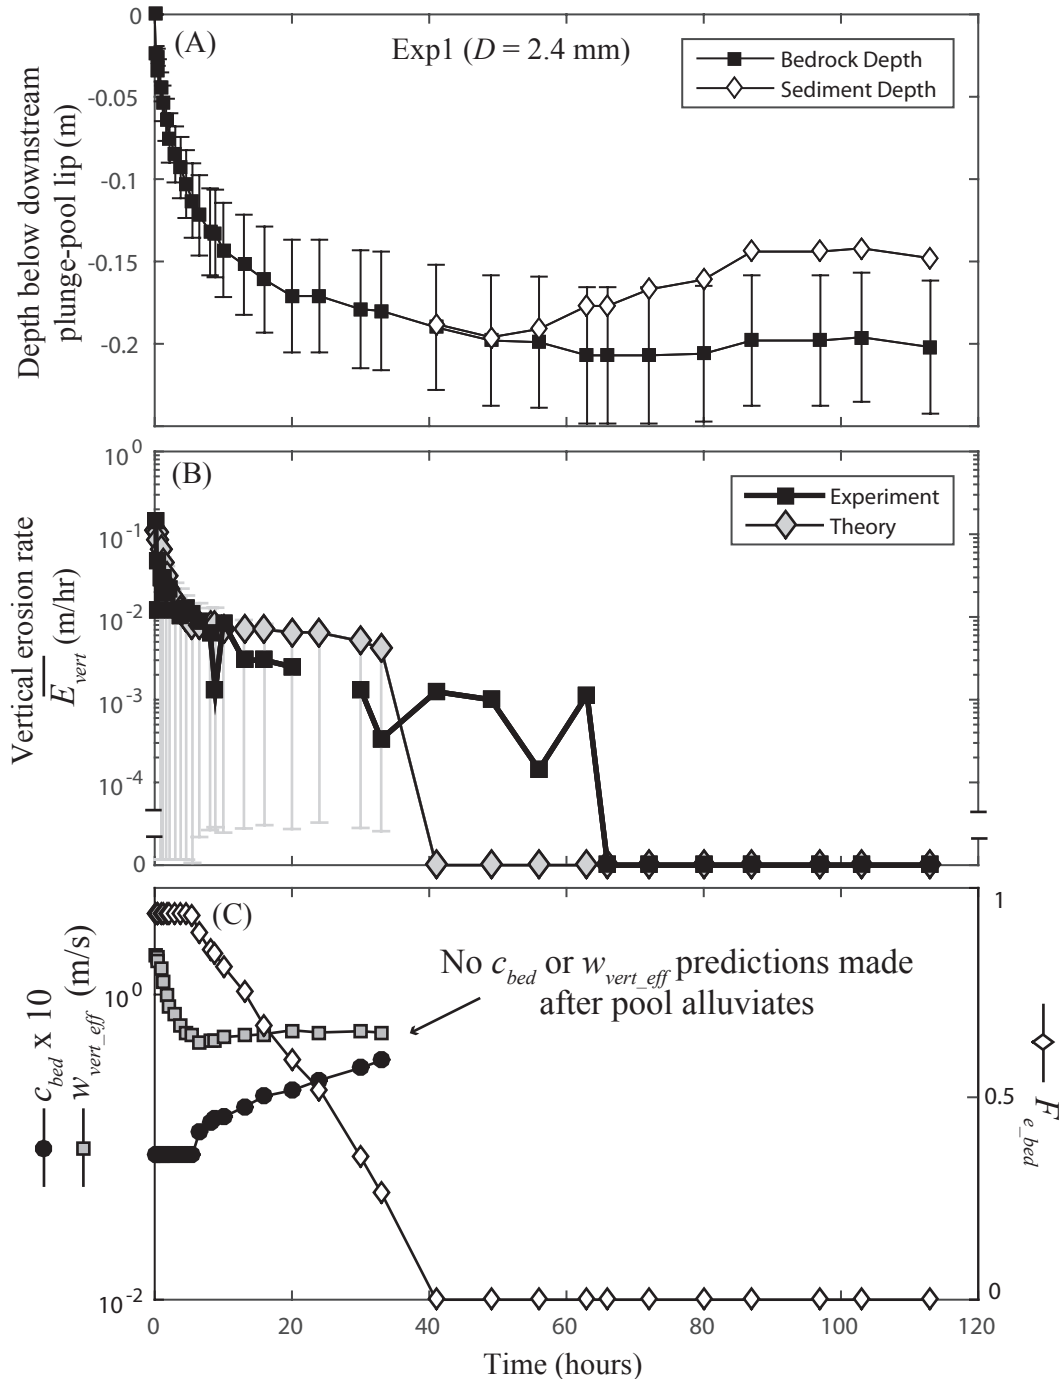 (A)
Exp1 (D = 2.4 mm)
Bedrock Depth
Sediment Depth
0
-0.05
-0.1
-0.15
-0.2
Depth below downstream
plunge-pool lip (m)
(B)
Experiment
Theory
10^0
10^-1
10^-2
10^-3
10^-4
0
Vertical erosion rate
E_vert (m/hr)
(C)
No c_bed or w_vert_eff predictions made
after pool alluviates
10^0
10^-2
c_bed x 10
w_vert_eff (m/s)
1
0.5
0
F_e_bed
0 20 40 60 80 100 120
Time (hours)